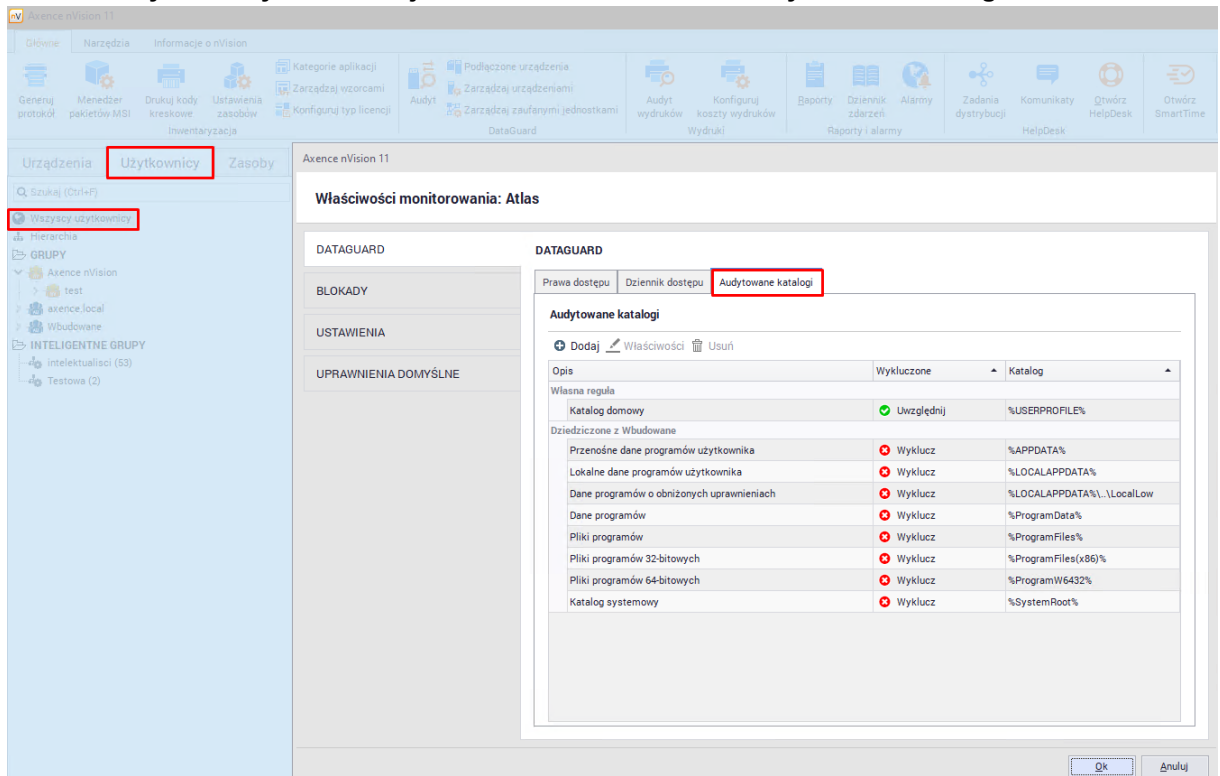 Axence nVision 11
Główne Narzędzia Informacje o nVision
Generuj protokół
Menedżer pakietów MSI
Drukuj kody kreskowe
Ustawienia zasobów
Kategorie aplikacji
Zarządzaj wzorcami
Konfiguruj typ licencji
Inwentaryzacja
Audyt
Podłączone urządzenia
Zarządzaj urządzeniami
Zarządzaj zaufanymi jednostkami
DataGuard
Audyt wydruków
Konfiguruj koszty wydruków
Wydruki
Raporty
Dziennik zdarzeń
Alarmy
Raporty i alarmy
Zadania dystrybucji
Komunikaty
Otwórz HelpDesk
HelpDesk
Otwórz SmartTime
Urządzenia Użytkownicy Zasoby
Szukaj (Ctrl+F)
Wszyscy użytkownicy
Hierarchia
GRUPY
Axence nVision
test
axence.local
Wbudowane
INTELIGENTNE GRUPY
intelektualisci (53)
Testowa (2)
Axence nVision 11
Właściwości monitorowania: Atlas
DATAGUARD
BLOKADY
USTAWIENIA
UPRAWNIENIA DOMYŚLNE
DATAGUARD
Prawa dostępu Dziennik dostępu Audytowane katalogi
Audytowane katalogi
Dodaj Właściwości Usuń
Opis Wykluczone Katalog
Własna reguła
Katalog domowy Uwzględnij %USERPROFILE%
Dziedziczone z Wbudowane
Przenośne dane programów użytkownika Wyklucz %APPDATA%
Lokalne dane programów użytkownika Wyklucz %LOCALAPPDATA%
Dane programów o obniżonych uprawnieniach Wyklucz %LOCALAPPDATA%\..\LocalLow
Dane programów Wyklucz %ProgramData%
Pliki programów Wyklucz %ProgramFiles%
Pliki programów 32-bitowych Wyklucz %ProgramFiles(x86)%
Pliki programów 64-bitowych Wyklucz %ProgramW6432%
Katalog systemowy Wyklucz %SystemRoot%
Ok Anuluj